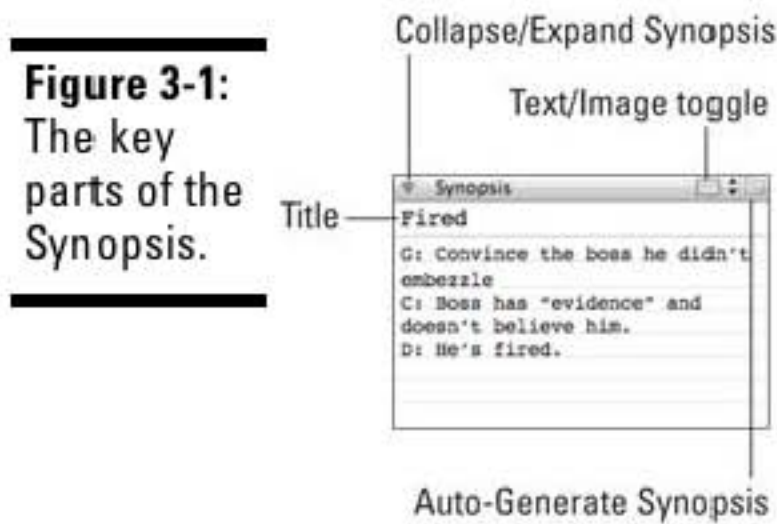 Collapse/Expand Synopsis
Figure 3-1:
The key
parts of the
Synopsis.
Text/Image toggle
Synopsis
Title
Fired
G: Convince the boss he didn't
embezzle
C: Boss has "evidence" and
doesn't believe him.
D: He's fired.
Auto-Generate Synopsis